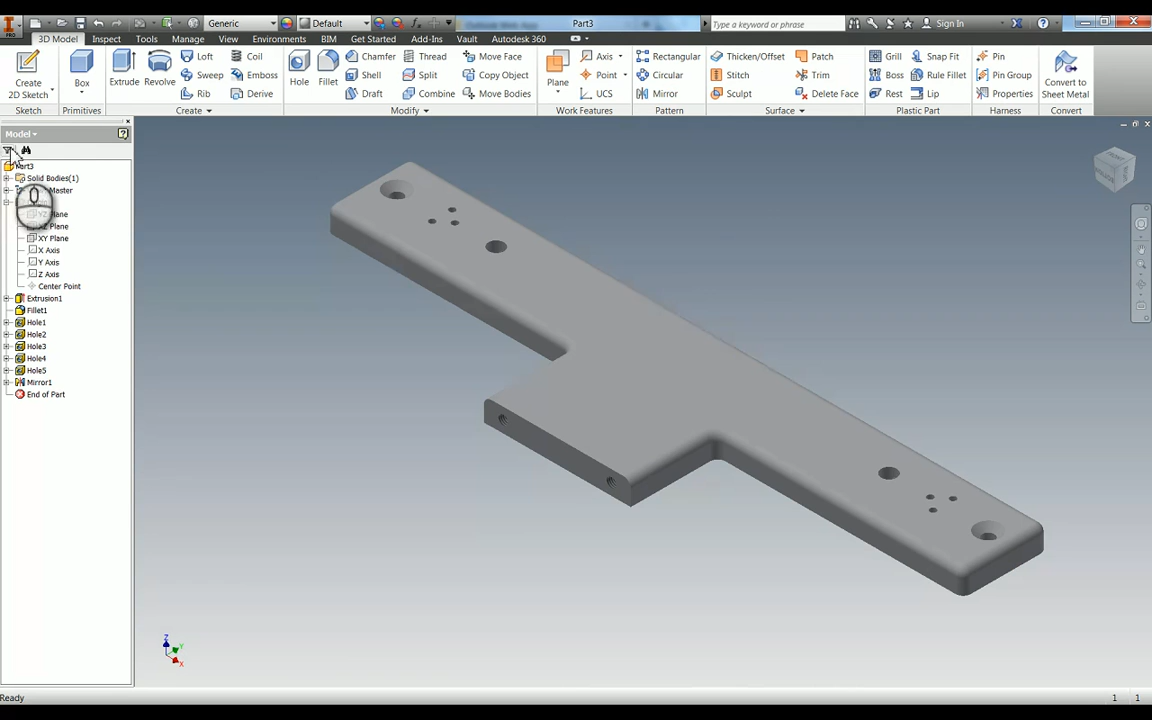 Generic
Default
Part3
Type a keyword or phrase
Sign In
PRO
3D Model
Inspect
Tools
Manage
View
Environments
BIM
Get Started
Add-Ins
Vault
Autodesk 360
Create
2D Sketch
Box
Extrude
Revolve
Loft
Sweep
Rib
Coil
Emboss
Derive
Hole
Fillet
Chamfer
Shell
Draft
Thread
Split
Combine
Move Face
Copy Object
Move Bodies
Plane
Axis
Point
UCS
Rectangular
Circular
Mirror
Thicken/Offset
Stitch
Sculpt
Patch
Trim
Delete Face
Grill
Boss
Rest
Snap Fit
Rule Fillet
Lip
Pin
Pin Group
Properties
Convert to
Sheet Metal
Sketch
Primitives
Create
Modify
Work Features
Pattern
Surface
Plastic Part
Harness
Convert
Model
Part3
Solid Bodies(1)
Master
YZ Plane
Plane
XY Plane
X Axis
Y Axis
Z Axis
Center Point
Extrusion1
Fillet1
Hole1
Hole2
Hole3
Hole4
Hole5
Mirror1
End of Part
FRONT
Z
Y
X
Ready
1
1